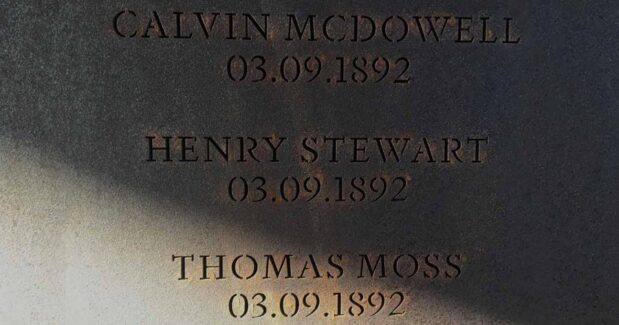 CALVIN MCDOWELL
03.09.1892
HENRY STEWART
03.09.1892
THOMAS MOSS
03.09.1892